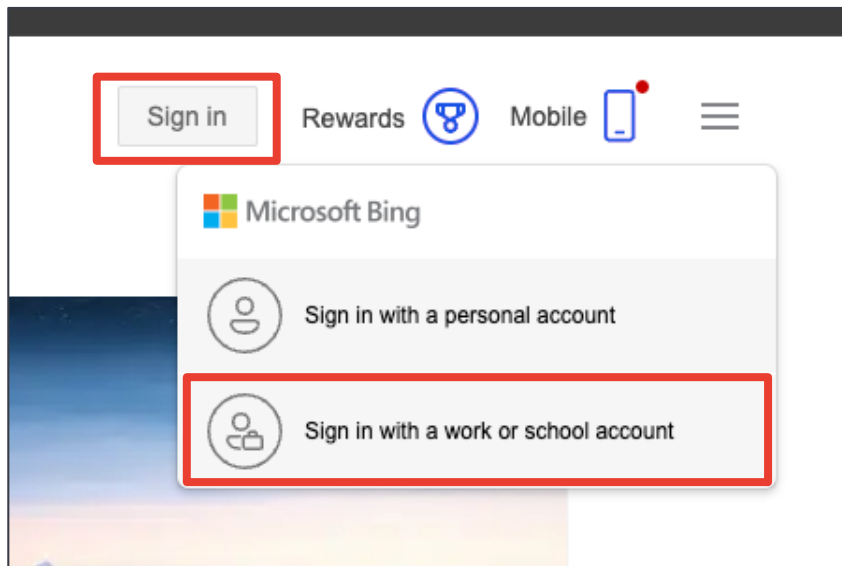 Sign in
Rewards
Mobile
Microsoft Bing
Sign in with a personal account
Sign in with a work or school account